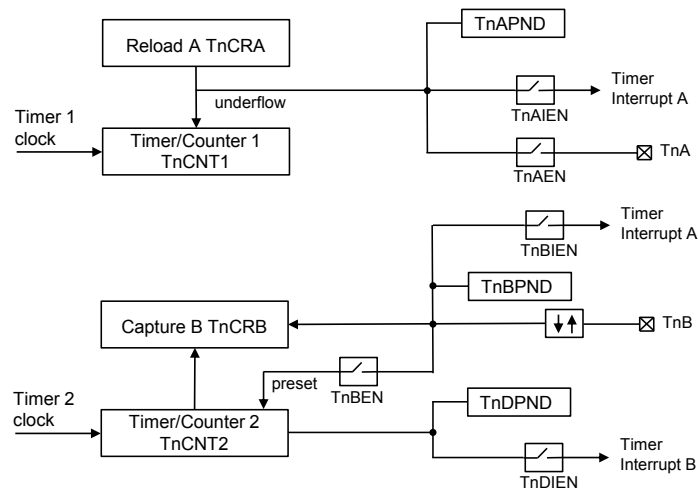 Reload A TnCRA
TnAPND
underflow
TnAIEN
Timer
Interrupt A
Timer 1
clock
Timer/Counter 1
TnCNT1
TnAEN
TnA
TnBIEN
Timer
Interrupt A
TnBPND
Capture B TnCRB
TnB
preset
TnBEN
Timer 2
clock
Timer/Counter 2
TnCNT2
TnDPND
TnDIEN
Timer
Interrupt B